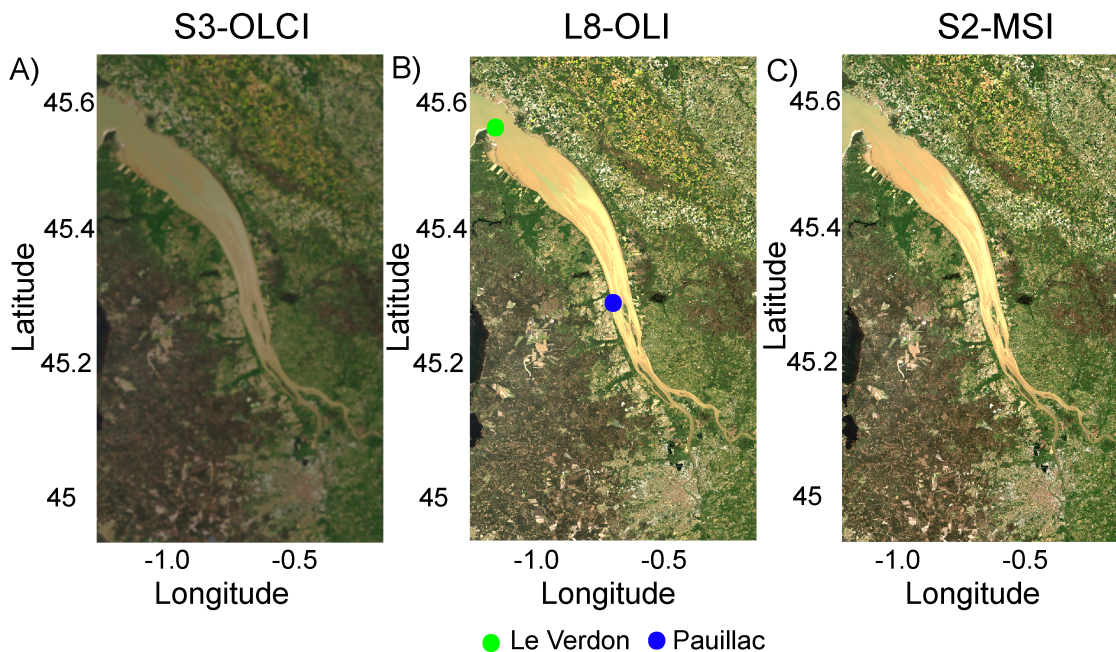 S3-OLCI L8-OLI S2-MSI
A) B) C)
45.6 45.6 45.6
45.4 45.4 45.4
Latitude Latitude Latitude
45.2 45.2 45.2
45 45 45
-1.0 -0.5 -1.0 -0.5 -1.0 -0.5
Longitude Longitude Longitude
Le Verdon Pauillac